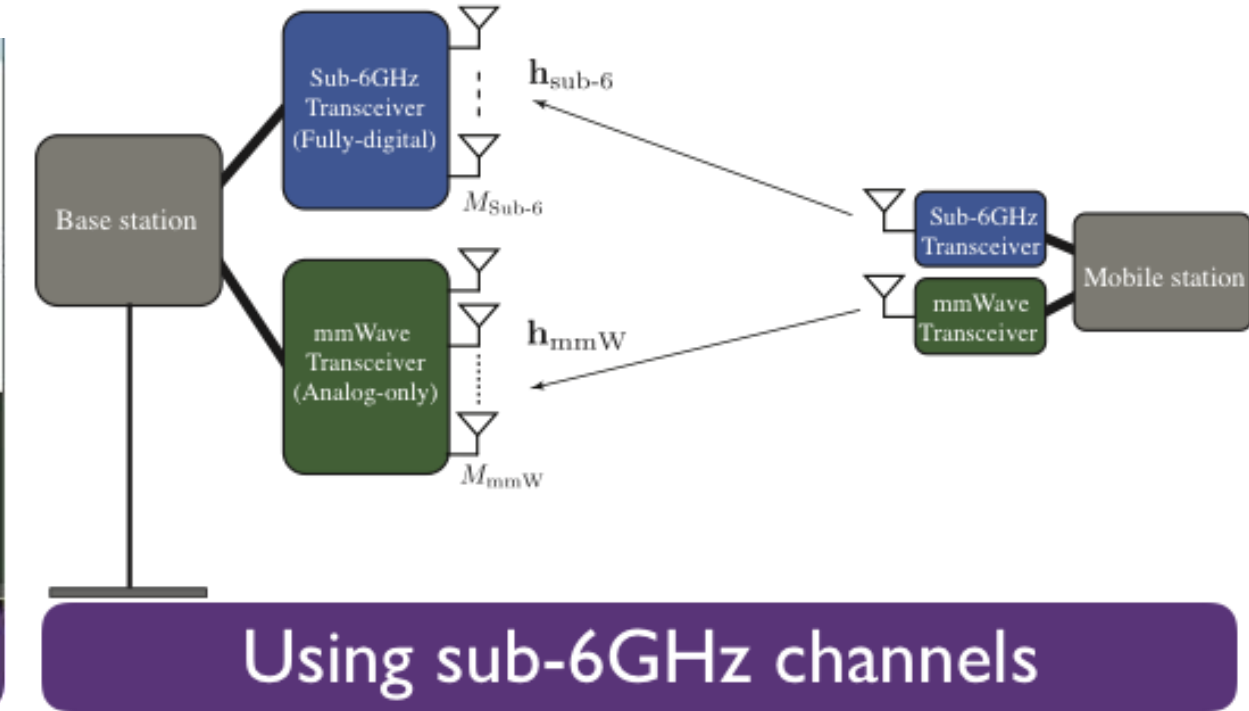 Base station
Sub-6GHz
Transceiver
(Fully-digital)
M_Sub-6
mmWave
Transceiver
(Analog-only)
M_mmW
h_sub-6
h_mmW
Sub-6GHz
Transceiver
mmWave
Transceiver
Mobile station
Using sub-6GHz channels